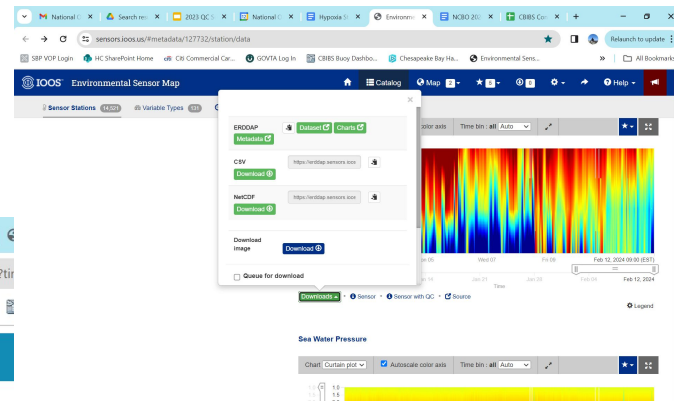 National
Search res
2023 QC S
National
Hypoxia B
Environme
NCBO 202
CBIBS Co
sensors.ioos.us/#metadata/127732/station/data
Relaunch to update
SBP VOP Login
HC SharePoint Home
Citi Commercial Car...
GOVTA Log In
CBIBS Buoy Dashbo...
Chesapeake Bay Ha...
Environmental Sens...
All Bookmarks
IOOS Environmental Sensor Map
Catalog
Map 2
5
0
Help
Sensor Stations 14,521
Variable Types 131
color axis
Time bin : all Auto
ERDDAP
Dataset
Charts
Metadata
CSV
https://erddap.sensors.ioos
Download
NetCDF
https://erddap.sensors.ioos
Download
Download image
Download
Queue for download
Wed 07
Fri 09
Feb 12, 2024 09:00 (EST)
Jan 21
Feb 04
Feb 12, 2024
Time
Downloads
Sensor
Sensor with QC
Source
Legend
Sea Water Pressure
Chart Curtain plot
Autoscale color axis
Time bin : all Auto
1.0
1.5